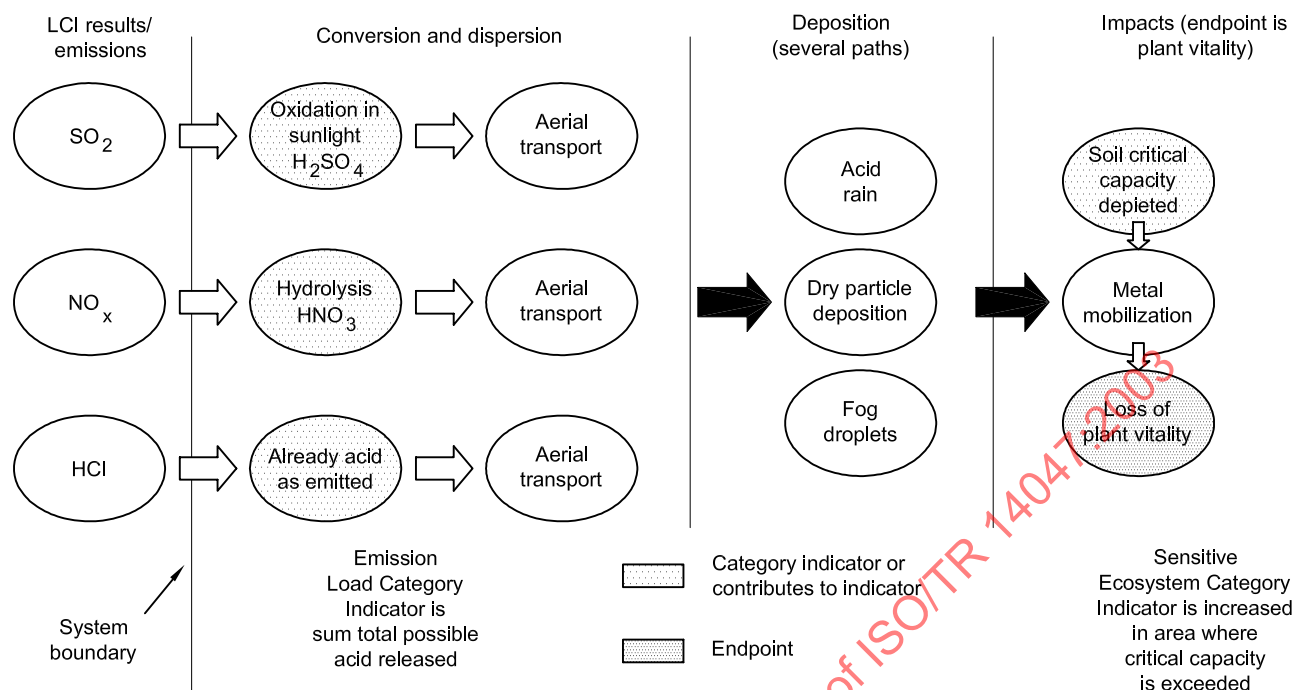 LCI results/
emissions
Conversion and dispersion
Deposition
(several paths)
Impacts (endpoint is
plant vitality)
SO2
Oxidation in
sunlight
H2SO4
Aerial
transport
NOx
Hydrolysis
HNO3
Aerial
transport
HCl
Already acid
as emitted
Aerial
transport
Acid
rain
Dry particle
deposition
Fog
droplets
Soil critical
capacity
depleted
Metal
mobilization
Loss of
plant vitality
System
boundary
Emission
Load Category
Indicator is
sum total possible
acid released
Category indicator or
contributes to indicator
Endpoint
Sensitive
Ecosystem Category
Indicator is increased
in area where
critical capacity
is exceeded
of ISO/TR 14047:2003